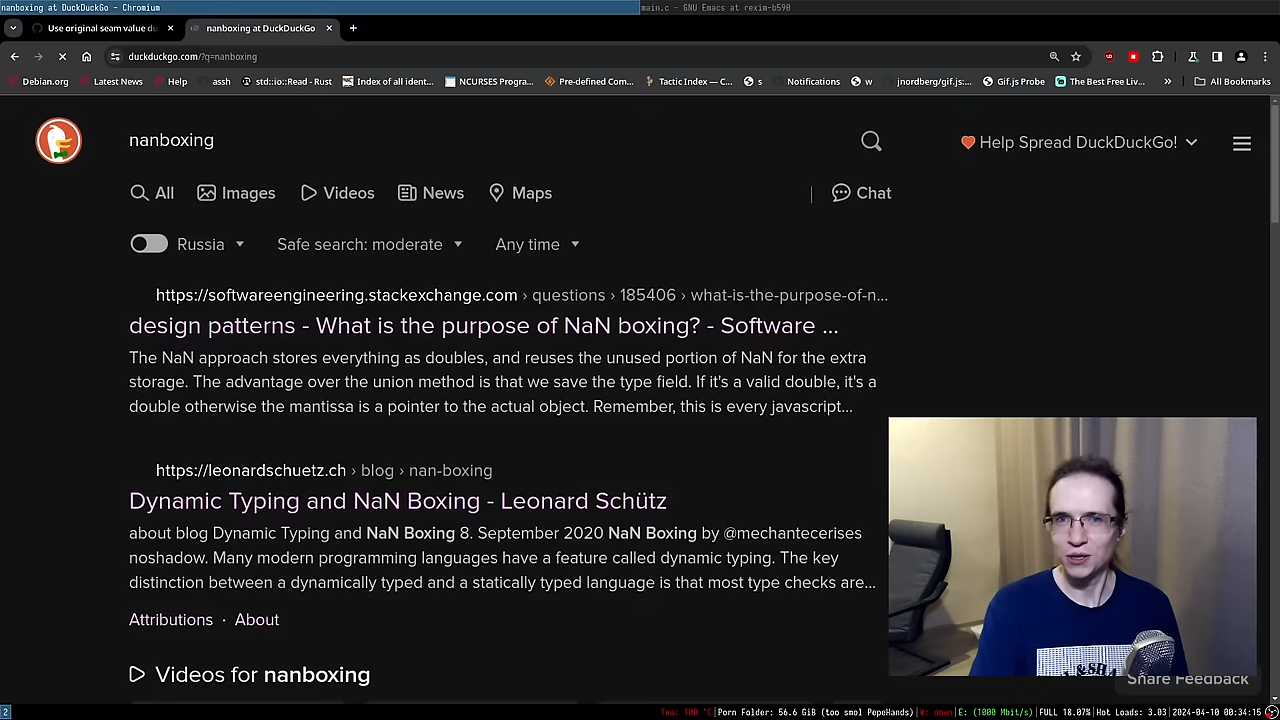 nanboxing at DuckDuckGo - Chromium
main.c - GNU Emacs at rexim-b590
Use original seam value du
nanboxing at DuckDuckGo
duckduckgo.com/?q=nanboxing
Debian.org
Latest News
Help
assh
std::io::Read - Rust
Index of all ident...
NCURSES Progra...
Pre-defined Com...
Tactic Index — C...
s
Notifications
w
jnordberg/gif.js:...
Gif.js Probe
The Best Free Liv...
»
All Bookmarks
nanboxing
Help Spread DuckDuckGo!
All
Images
Videos
News
Maps
Chat
Russia
Safe search: moderate
Any time
https://softwareengineering.stackexchange.com › questions › 185406 › what-is-the-purpose-of-n...
design patterns - What is the purpose of NaN boxing? - Software ...
The NaN approach stores everything as doubles, and reuses the unused portion of NaN for the extra
storage. The advantage over the union method is that we save the type field. If it's a valid double, it's a
double otherwise the mantissa is a pointer to the actual object. Remember, this is every javascript...
https://leonardschuetz.ch › blog › nan-boxing
Dynamic Typing and NaN Boxing - Leonard Schütz
about blog Dynamic Typing and NaN Boxing 8. September 2020 NaN Boxing by @mechantecerises
noshadow. Many modern programming languages have a feature called dynamic typing. The key
distinction between a dynamically typed and a statically typed language is that most type checks are...
Attributions · About
Videos for nanboxing
Share Feedback
2
Tea: 100 °C|Porn Folder: 56.6 GiB (too smol PepeHands)|W: down|E: (1000 Mbit/s)|FULL 18.07%|Hot Loads: 3.03|2024-04-10 00:34:15